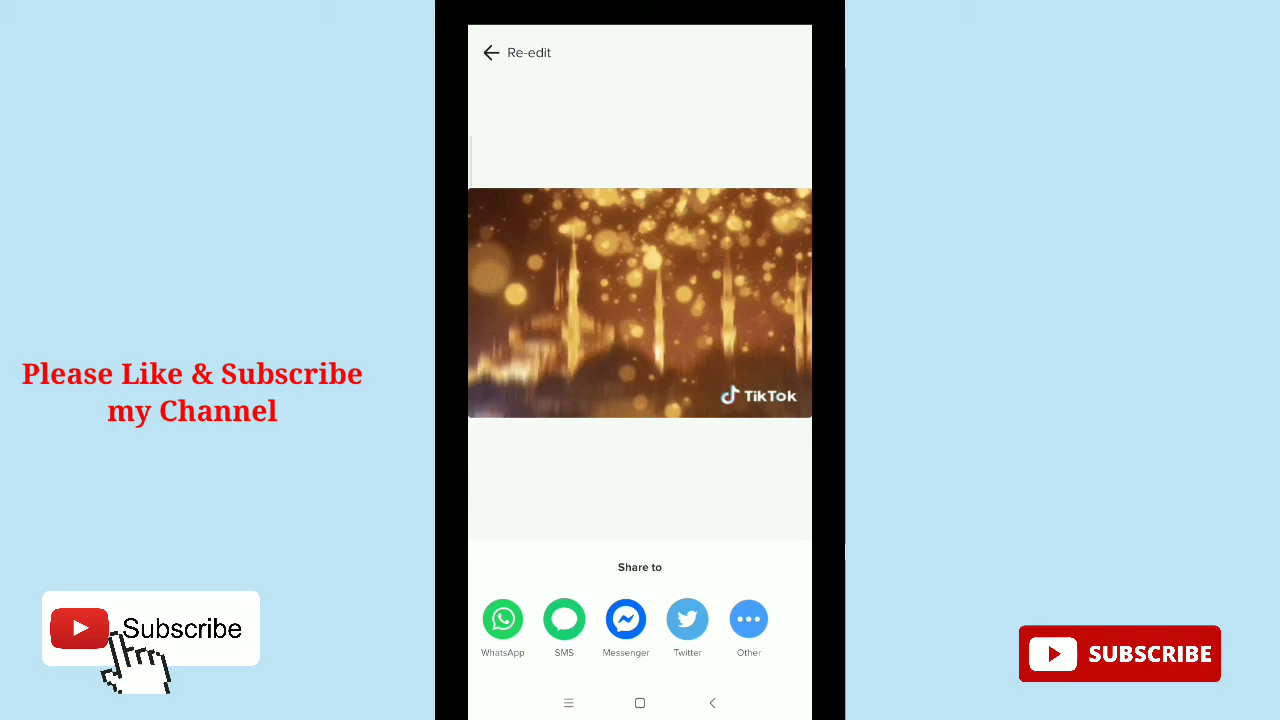 Re-edit
TikTok
Please Like & Subscribe
my Channel
Share to
WhatsApp
SMS
Messenger
Twitter
Other
Subscribe
SUBSCRIBE